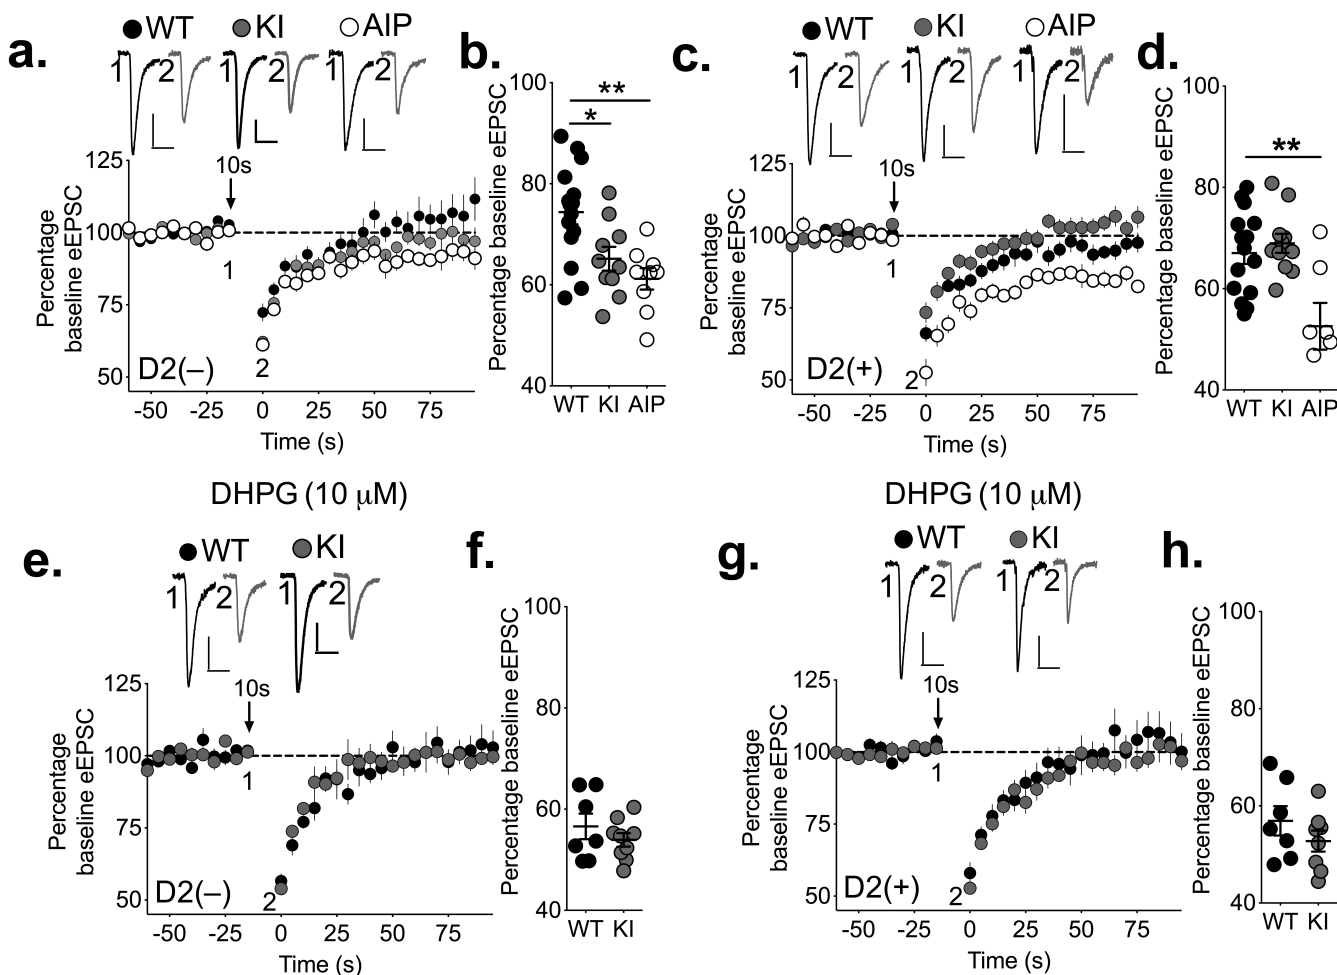 a.
WT KI AIP
1 2 1 2 1 2
Percentage
baseline eEPSC
125
100
75
50
10s
1
2
D2(–)
-50 -25 0 25 50 75
Time (s)
b.
Percentage baseline eEPSC
100
80
60
40
**
*
WT KI AIP
c.
WT KI AIP
1 2 1 2 1 2
Percentage
baseline eEPSC
125
100
75
50
10s
1
2
D2(+)
-50 -25 0 25 50 75
Time (s)
d.
Percentage baseline eEPSC
100
80
60
40
**
WT KI AIP
DHPG (10 μM)
e.
WT KI
1 2 1 2
Percentage
baseline eEPSC
125
100
75
50
10s
1
2
D2(–)
-50 -25 0 25 50 75
Time (s)
f.
Percentage baseline eEPSC
100
80
60
40
WT KI
DHPG (10 μM)
g.
WT KI
1 2 1 2
Percentage
baseline eEPSC
125
100
75
50
10s
1
2
D2(+)
-50 -25 0 25 50 75
Time (s)
h.
Percentage baseline eEPSC
100
80
60
40
WT KI